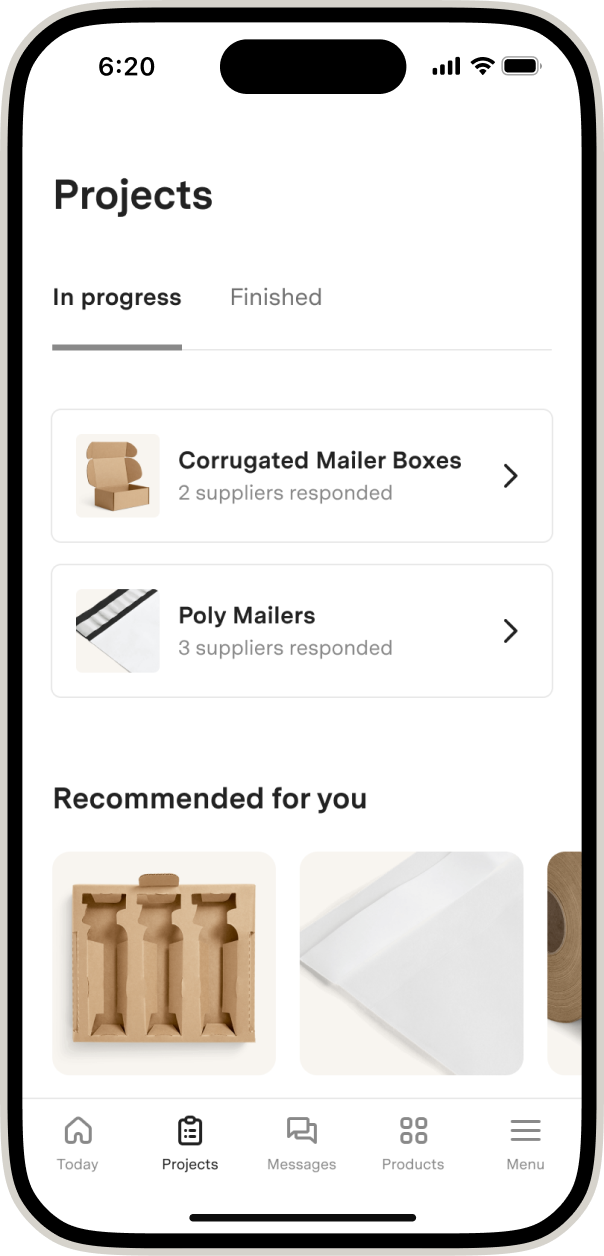 6:20
Projects
In progress
Finished
Corrugated Mailer Boxes
2 suppliers responded
Poly Mailers
3 suppliers responded
Recommended for you
Today
Projects
Messages
Products
Menu